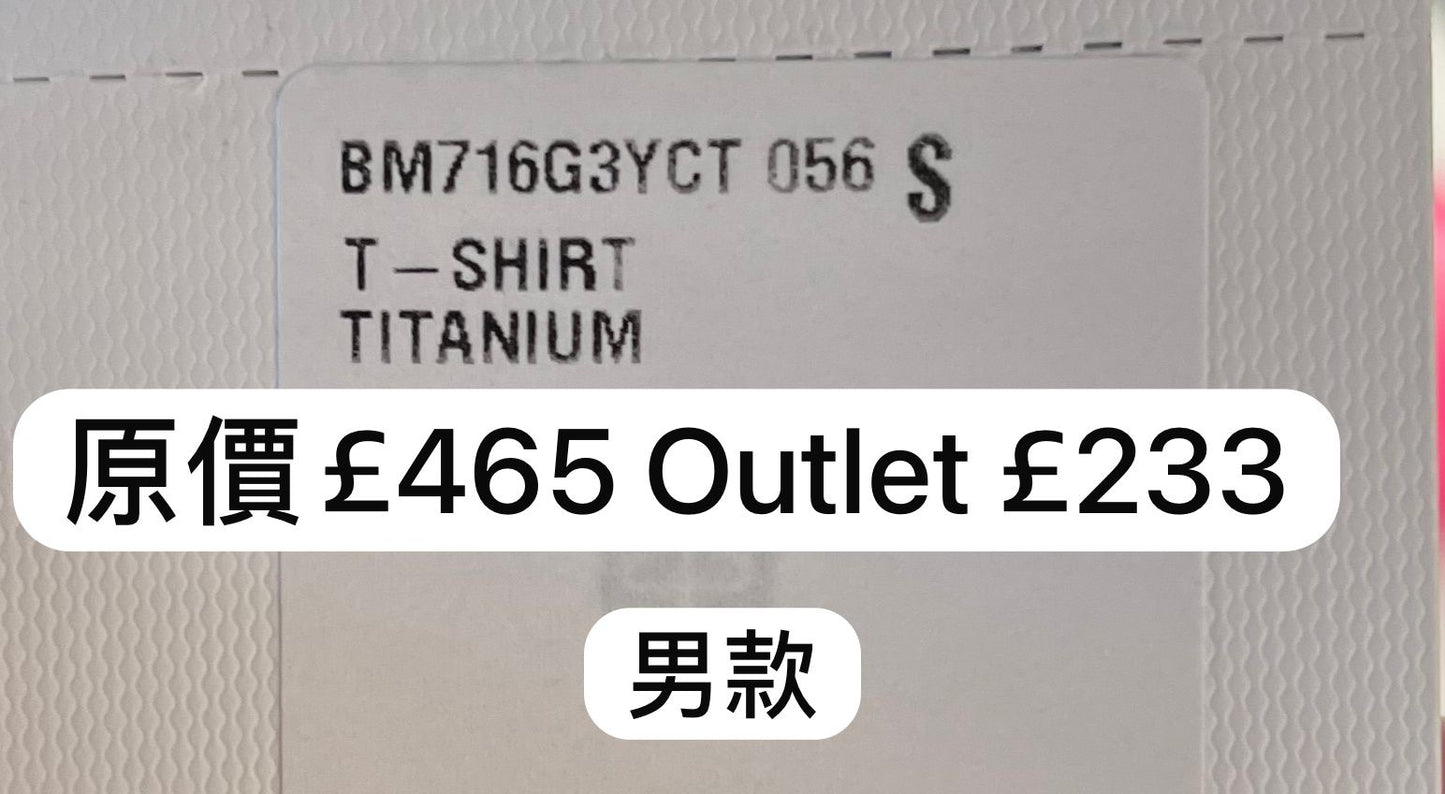 BM716G3YCT 056 S
T-SHIRT
TITANIUM
原價 £465 Outlet £233
男款